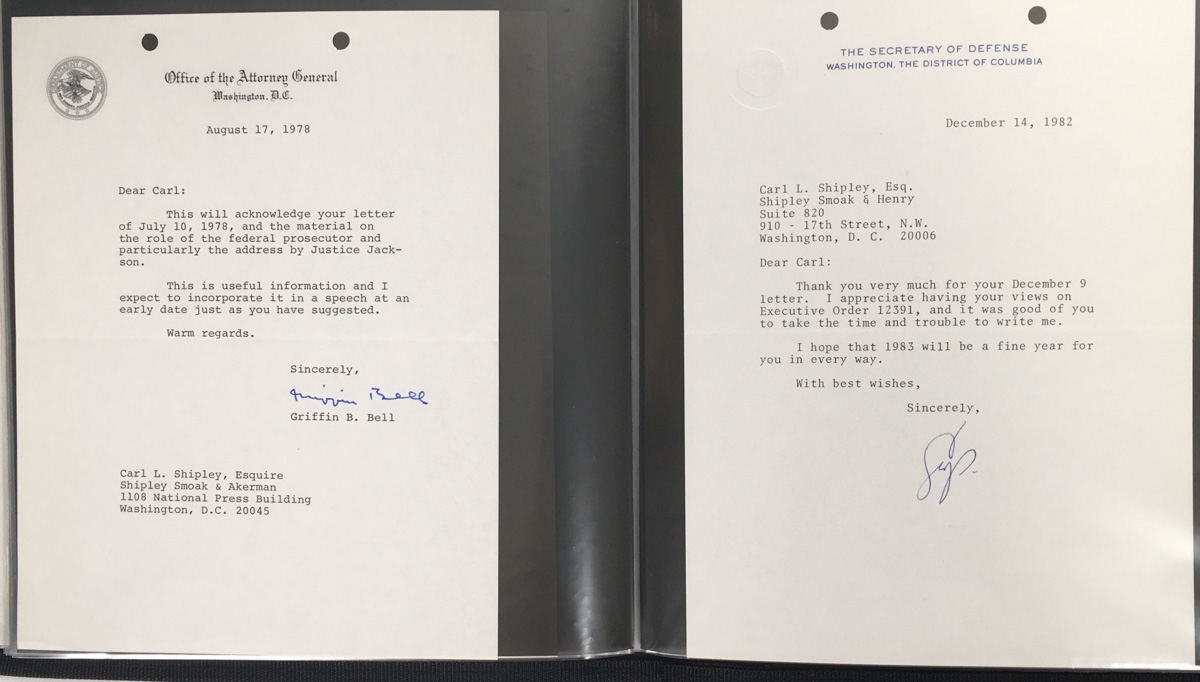 Office of the Attorney General
Washington, D.C.
August 17, 1978
Dear Carl:
This will acknowledge your letter
of July 10, 1978, and the material on
the role of the federal prosecutor and
particularly the address by Justice Jack-
son.
This is useful information and I
expect to incorporate it in a speech at an
early date just as you have suggested.
Warm regards.
Sincerely,
Griffin Bell
Griffin B. Bell
Carl L. Shipley, Esquire
Shipley Smoak & Akerman
1108 National Press Building
Washington, D.C. 20045
THE SECRETARY OF DEFENSE
WASHINGTON, THE DISTRICT OF COLUMBIA
December 14, 1982
Carl L. Shipley, Esq.
Shipley Smoak & Henry
Suite 820
910 - 17th Street, N.W.
Washington, D. C. 20006
Dear Carl:
Thank you very much for your December 9
letter. I appreciate having your views on
Executive Order 12391, and it was good of you
to take the time and trouble to write me.
I hope that 1983 will be a fine year for
you in every way.
With best wishes,
Sincerely,